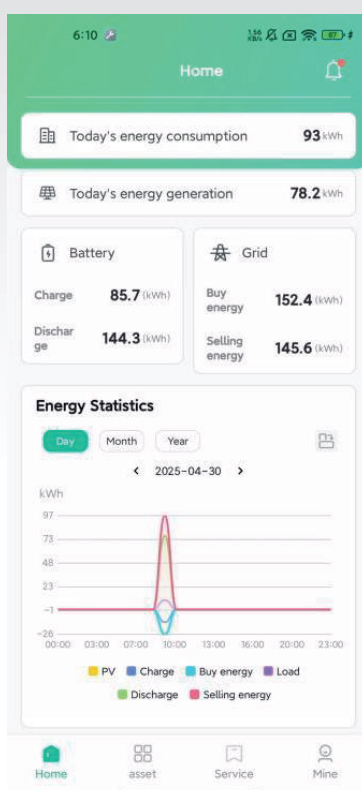 6:10
1.56 KB/s 87
Home
Today's energy consumption 93 kWh
Today's energy generation 78.2 kWh
Battery
Charge 85.7 (kWh)
Dischar
ge 144.3 (kWh)
Grid
Buy
energy 152.4 (kWh)
Selling
energy 145.6 (kWh)
Energy Statistics
Day Month Year
< 2025-04-30 >
kWh
97
73
48
23
-1
-26
00:00 03:00 07:00 10:00 13:00 16:00 20:00 23:00
PV Charge Buy energy Load
Discharge Selling energy
Home asset Service Mine